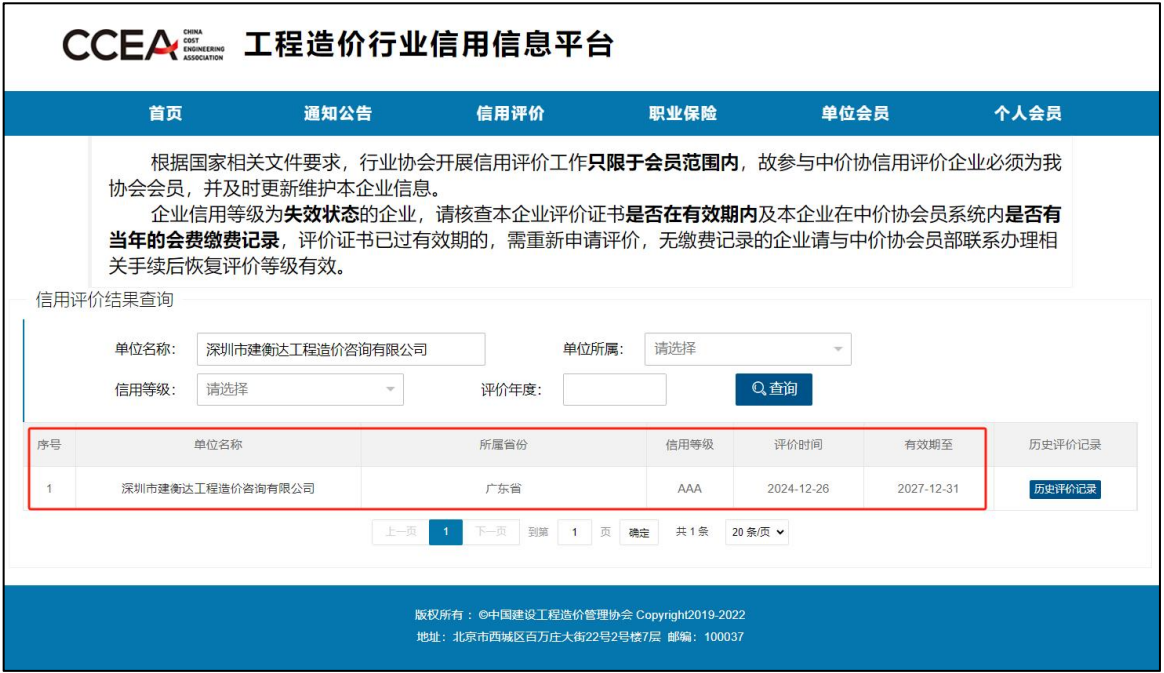 CCEA CHINA COST ENGINEERING ASSOCIATION 工程造价行业信用信息平台
首页 通知公告 信用评价 职业保险 单位会员 个人会员
根据国家相关文件要求，行业协会开展信用评价工作只限于会员范围内，故参与中价协信用评价企业必须为我
协会会员，并及时更新维护本企业信息。
企业信用等级为失效状态的企业，请核查本企业评价证书是否在有效期内及本企业在中价协会员系统内是否有
当年的会费缴费记录，评价证书已过有效期的，需重新申请评价，无缴费记录的企业请与中价协会员部联系办理相
关手续后恢复评价等级有效。
信用评价结果查询
单位名称： 深圳市建衡达工程造价咨询有限公司 单位所属： 请选择
信用等级： 请选择 评价年度： 查询
序号 单位名称 所属省份 信用等级 评价时间 有效期至 历史评价记录
1 深圳市建衡达工程造价咨询有限公司 广东省 AAA 2024-12-26 2027-12-31 历史评价记录
上一页 1 下一页 到第 1 页 确定 共 1 条 20 条/页
版权所有： ©中国建设工程造价管理协会 Copyright2019-2022
地址：北京市西城区百万庄大街22号2号楼7层 邮编：100037